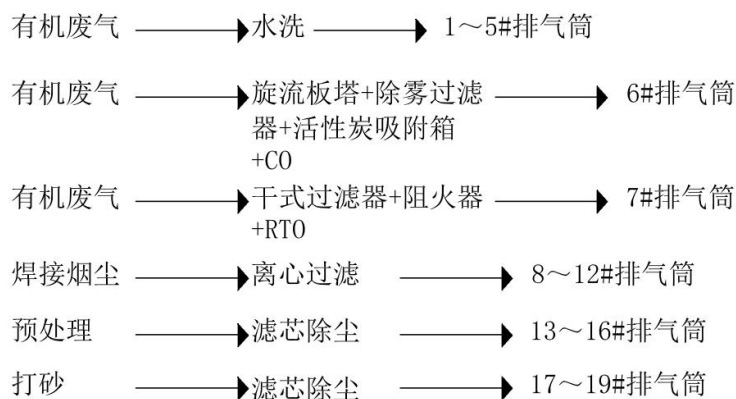 有机废气 水洗 1～5#排气筒
有机废气 旋流板塔+除雾过滤 6#排气筒
器+活性炭吸附箱
+CO
有机废气 干式过滤器+阻火器 7#排气筒
+RTO
焊接烟尘 离心过滤 8～12#排气筒
预处理 滤芯除尘 13～16#排气筒
打砂 滤芯除尘 17～19#排气筒